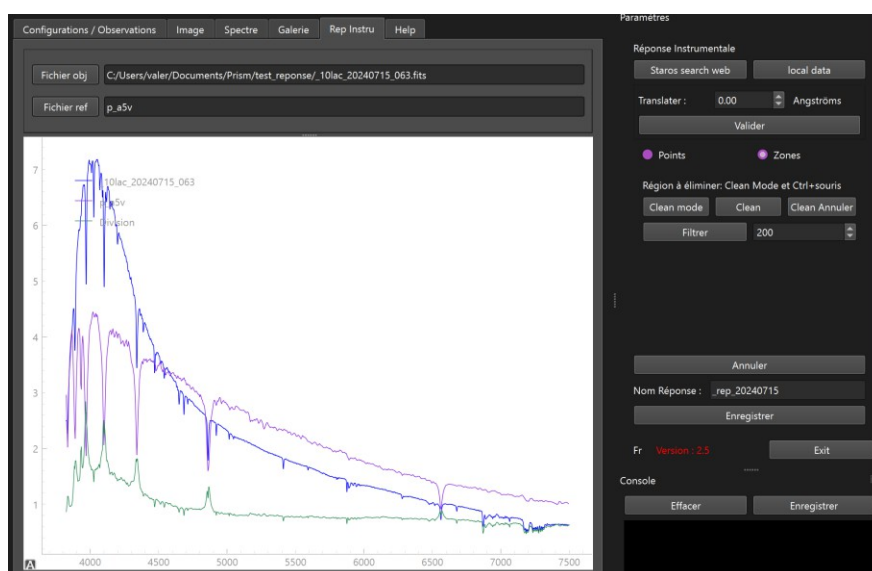 Configurations / Observations Image Spectre Galerie Rep Instru Help
Fichier obj C:/Users/valer/Documents/Prism/test_reponse/_10lac_20240715_063.fits
Fichier ref p_a5v
7
_10lac_20240715_063
p_a5v
6
Division
5
4
3
2
1
A
4000 4500 5000 5500 6000 6500 7000 7500
Paramètres
Réponse Instrumentale
Staros search web local data
Translater : 0.00 Angströms
Valider
Points Zones
Région à éliminer: Clean Mode et Ctrl+souris
Clean mode Clean Clean Annuler
Filtrer 200
Annuler
Nom Réponse : _rep_20240715
Enregistrer
Fr Version : 2.5 Exit
Console
Effacer Enregistrer